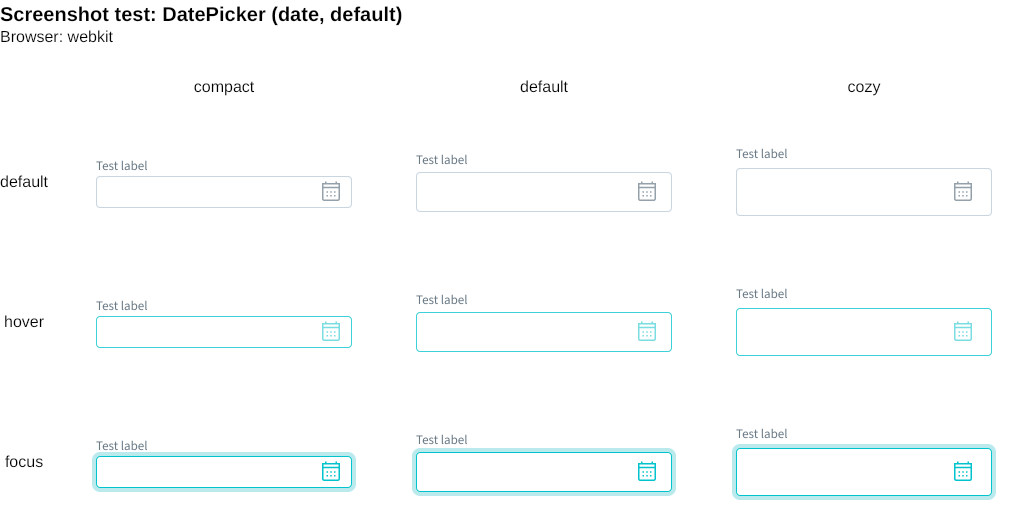 Screenshot test: DatePicker (date, default)
Browser: webkit
compact default cozy
default Test label Test label Test label
hover Test label Test label Test label
focus Test label Test label Test label